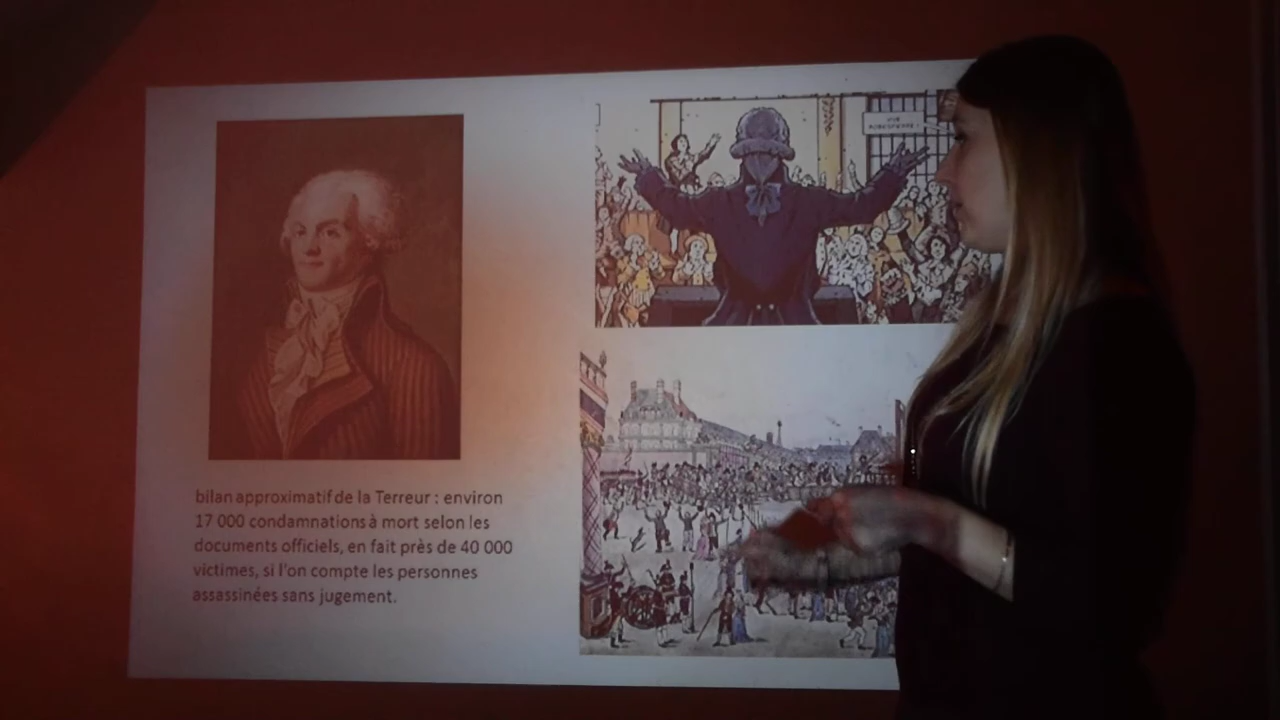 bilan approximatif de la Terreur : environ
17 000 condamnations à mort selon les
documents officiels, en fait près de 40 000
victimes, si l'on compte les personnes
assassinées sans jugement.